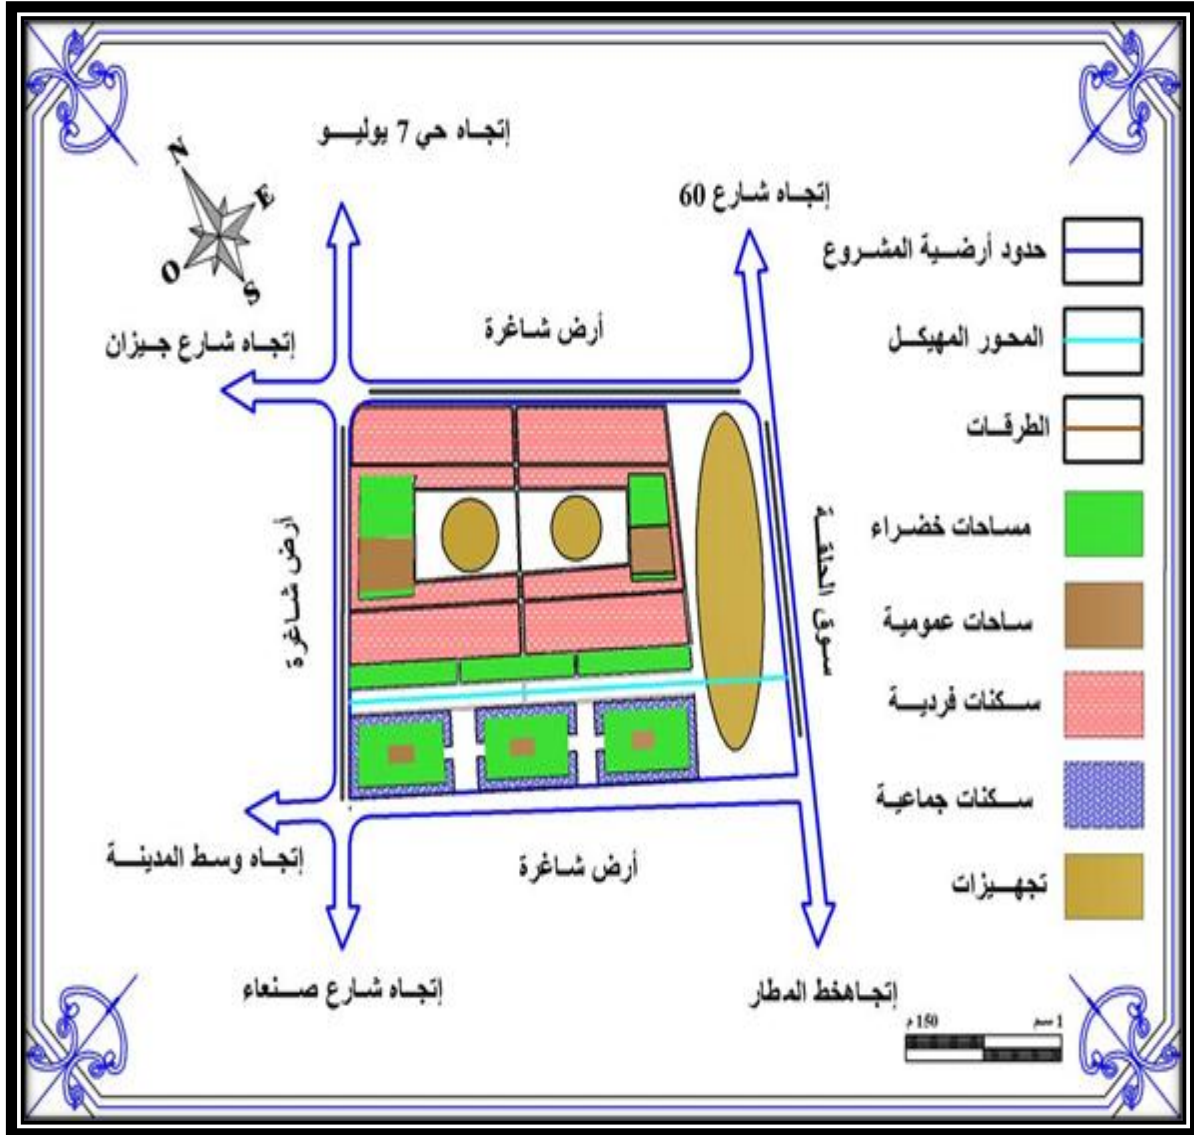 إتجاه حي 7 يوليو
إتجاه شارع 60
N
E
O
S
حدود أرضية المشروع
أرض شاغرة
المحور المهيكل
إتجاه شارع جيزان
الطرقات
مساحات خضراء
أرض شاغرة
سوق الحلقة
ساحات عمومية
سكنات فردية
سكنات جماعية
إتجاه وسط المدينة
أرض شاغرة
تجهيزات
إتجاه شارع صنعاء
إتجاهخط المطار
1 سم
150 م